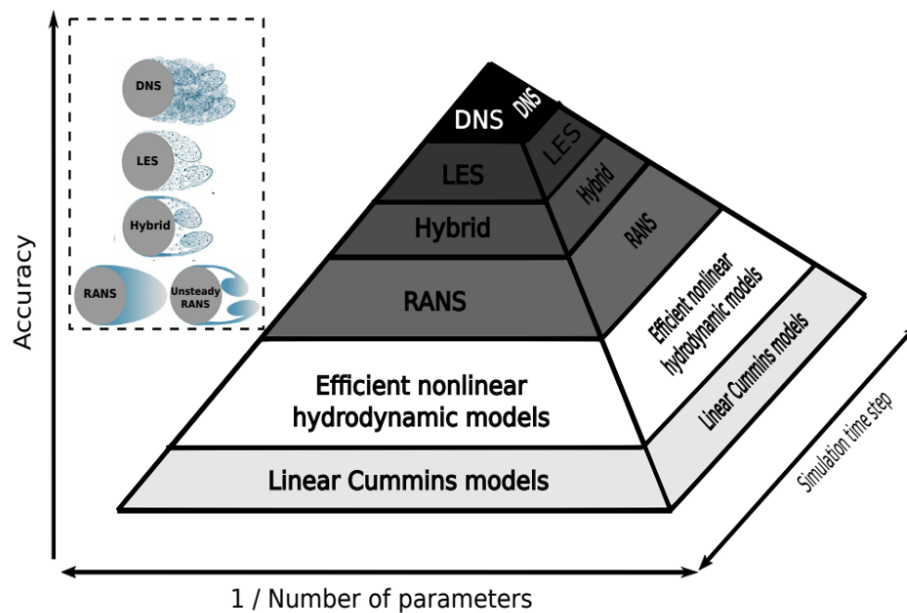 Accuracy
DNS
LES
Hybrid
RANS
Unsteady
RANS
DNS
LES
Hybrid
RANS
Efficient nonlinear
hydrodynamic models
Linear Cummins models
DNS
LES
Hybrid
RANS
Efficient nonlinear
hydrodynamic models
Linear Cummins models
Simulation time step
1 / Number of parameters